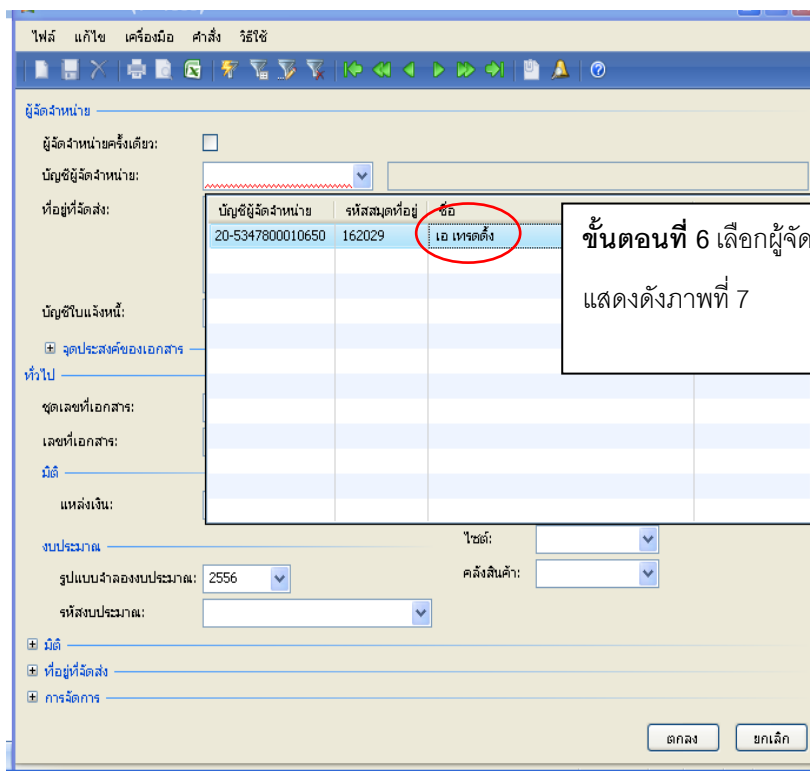 ไฟล์ แก้ไข เครื่องมือ คำสั่ง วิธีใช้
ผู้จัดจำหน่าย
ผู้จัดจำหน่ายครั้งเดียว:
บัญชีผู้จัดจำหน่าย:
ที่อยู่ที่จัดส่ง:
บัญชีผู้จัดจำหน่าย รหัสสมุดที่อยู่ ชื่อ
20-5347800010650 162029 เอ เทรดดิ้ง
ขั้นตอนที่ 6 เลือกผู้จัด
แสดงดังภาพที่ 7
บัญชีใบแจ้งหนี้:
จุดประสงค์ของเอกสาร
ทั่วไป
ชุดเลขที่เอกสาร:
เลขที่เอกสาร:
มิติ
แหล่งเงิน:
ไซต์:
งบประมาณ
รูปแบบจำลองงบประมาณ: 2556 คลังสินค้า:
รหัสงบประมาณ:
มิติ
ที่อยู่ที่จัดส่ง
การจัดการ
ตกลง ยกเลิก